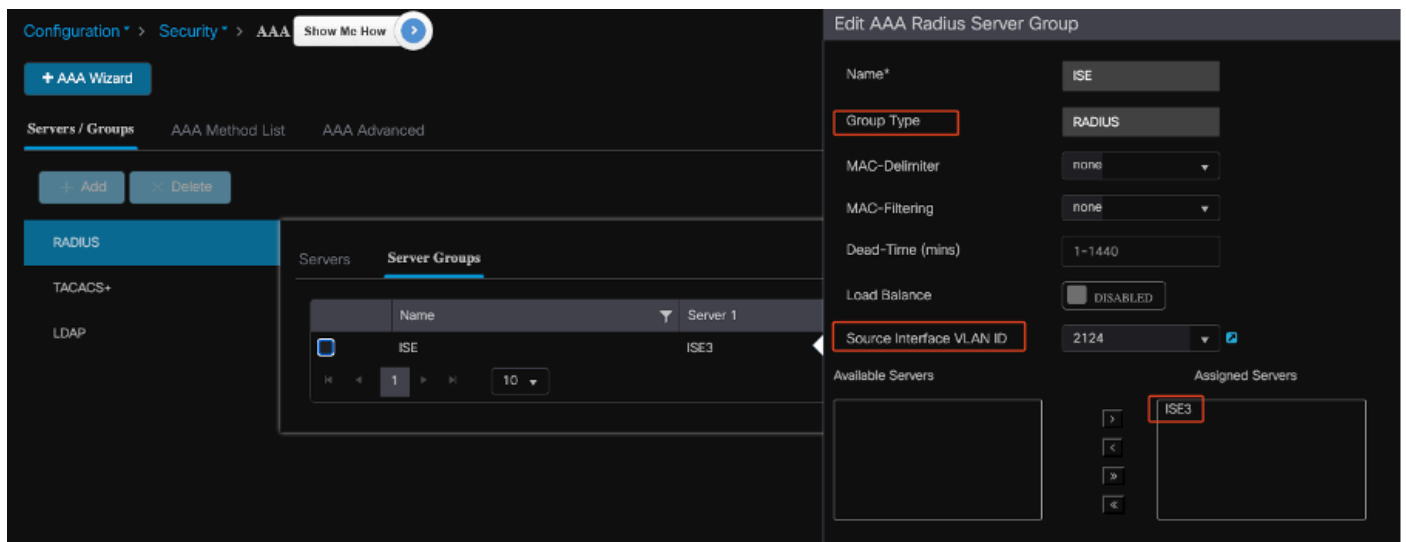 Configuration * > Security * > AAA Show Me How >
+ AAA Wizard
Servers / Groups AAA Method List AAA Advanced
+ Add × Delete
RADIUS
TACACS+
LDAP
Servers Server Groups
Name Server 1
ISE ISE3
1 10
Edit AAA Radius Server Group
Name* ISE
Group Type RADIUS
MAC-Delimiter none
MAC-Filtering none
Dead-Time (mins) 1-1440
Load Balance DISABLED
Source Interface VLAN ID 2124
Available Servers Assigned Servers
ISE3
>
<
»
«